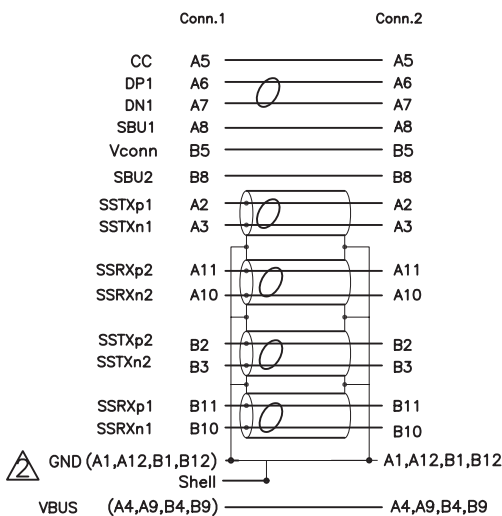 Conn.1 Conn.2
CC A5 A5
DP1 A6 A6
DN1 A7 A7
SBU1 A8 A8
Vconn B5 B5
SBU2 B8 B8
SSTXp1 A2 A2
SSTXn1 A3 A3
SSRXp2 A11 A11
SSRXn2 A10 A10
SSTXp2 B2 B2
SSTXn2 B3 B3
SSRXp1 B11 B11
SSRXn1 B10 B10
2 GND (A1,A12,B1,B12) A1,A12,B1,B12
Shell
VBUS (A4,A9,B4,B9) A4,A9,B4,B9